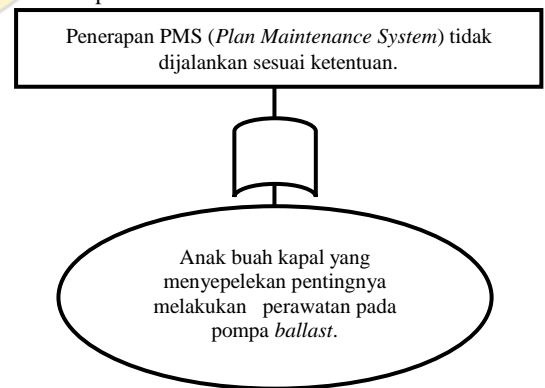 Penerapan PMS (Plan Maintenance System) tidak
dijalankan sesuai ketentuan.
Anak buah kapal yang
menyepelekan pentingnya
melakukan perawatan pada
pompa ballast.